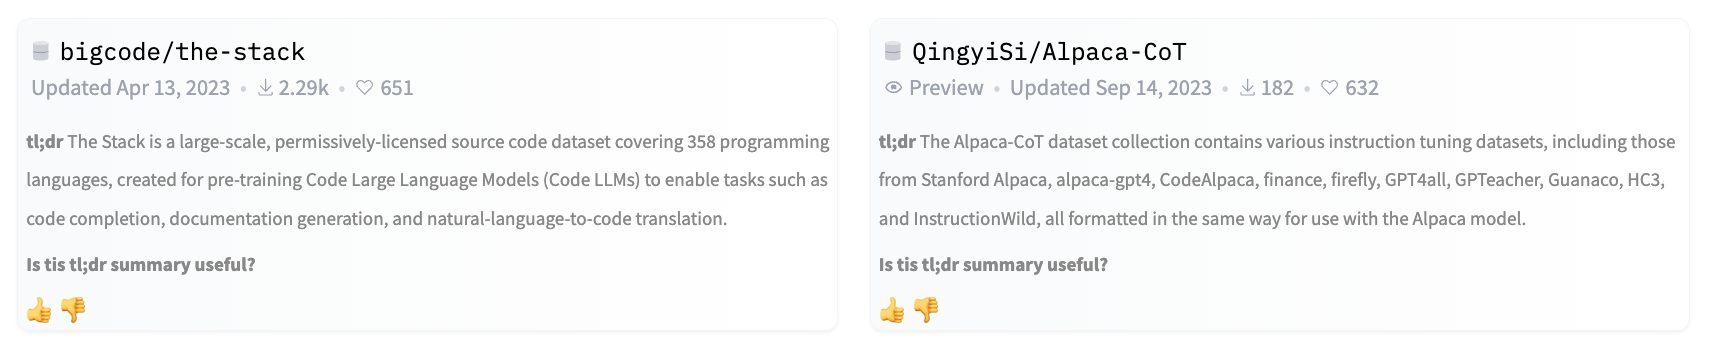 bigcode/the-stack
Updated Apr 13, 2023 • 2.29k • 651
tl;dr The Stack is a large-scale, permissively-licensed source code dataset covering 358 programming
languages, created for pre-training Code Large Language Models (Code LLMs) to enable tasks such as
code completion, documentation generation, and natural-language-to-code translation.
Is tis tl;dr summary useful?
QingyiSi/Alpaca-CoT
Preview • Updated Sep 14, 2023 • 182 • 632
tl;dr The Alpaca-CoT dataset collection contains various instruction tuning datasets, including those
from Stanford Alpaca, alpaca-gpt4, CodeAlpaca, finance, firefly, GPT4all, GPTeacher, Guanaco, HC3,
and InstructionWild, all formatted in the same way for use with the Alpaca model.
Is tis tl;dr summary useful?